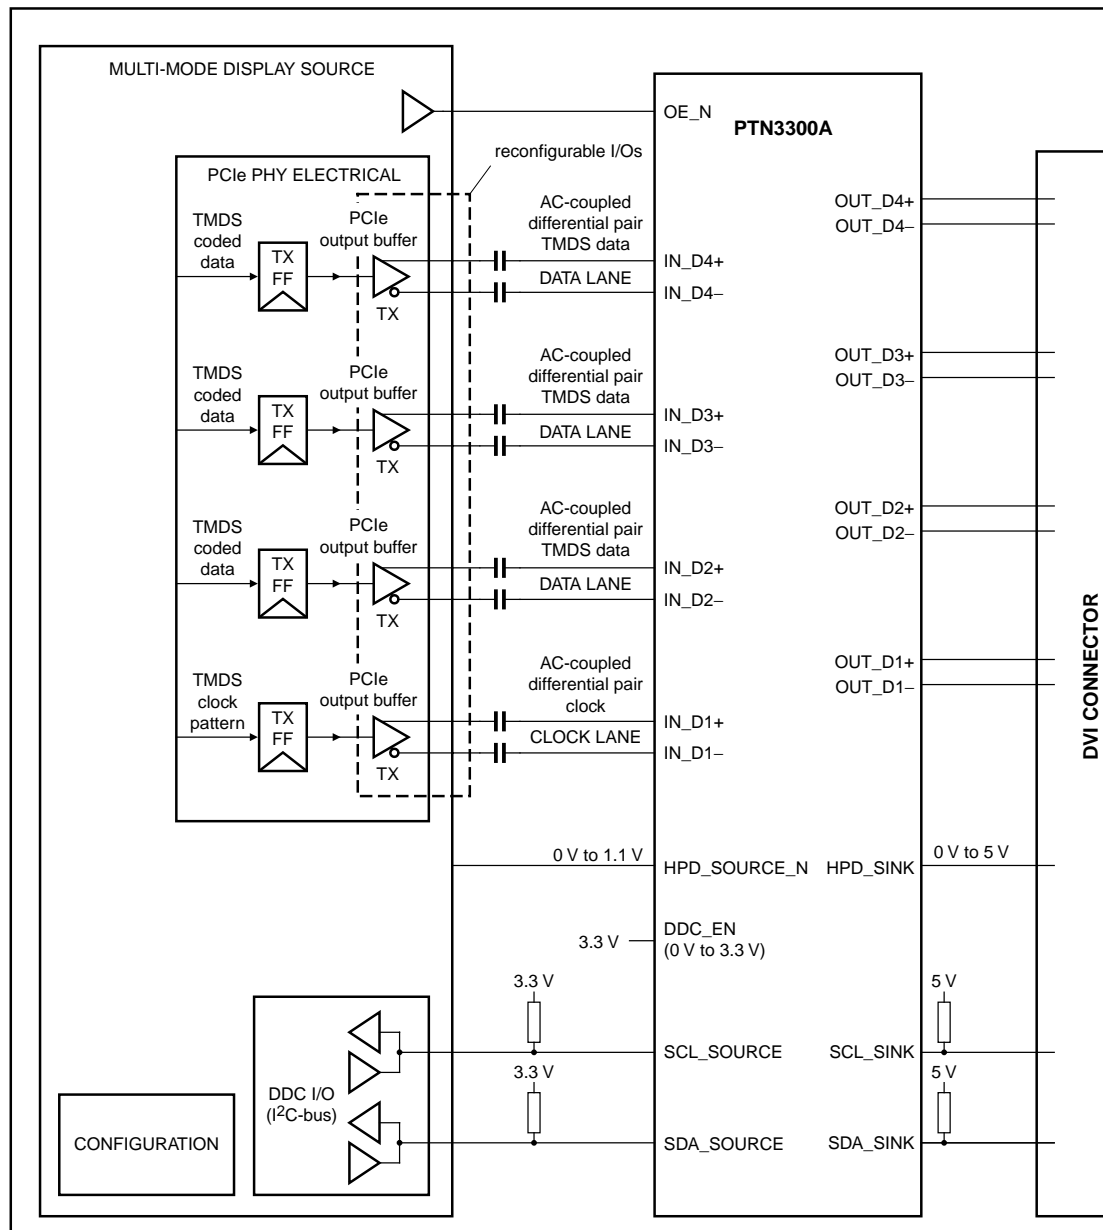 MULTI-MODE DISPLAY SOURCE
OE_N
PTN3300A
reconfigurable I/Os
PCIe PHY ELECTRICAL
TMDS
coded
data
TX
FF
PCIe
output buffer
TX
AC-coupled
differential pair
TMDS data
DATA LANE
IN_D4+
IN_D4−
OUT_D4+
OUT_D4−
TMDS
coded
data
TX
FF
PCIe
output buffer
TX
AC-coupled
differential pair
TMDS data
DATA LANE
IN_D3+
IN_D3−
OUT_D3+
OUT_D3−
TMDS
coded
data
TX
FF
PCIe
output buffer
TX
AC-coupled
differential pair
TMDS data
DATA LANE
IN_D2+
IN_D2−
OUT_D2+
OUT_D2−
TMDS
clock
pattern
TX
FF
PCIe
output buffer
TX
AC-coupled
differential pair
clock
CLOCK LANE
IN_D1+
IN_D1−
OUT_D1+
OUT_D1−
DVI CONNECTOR
0 V to 1.1 V
HPD_SOURCE_N
HPD_SINK
0 V to 5 V
3.3 V
DDC_EN
(0 V to 3.3 V)
3.3 V
5 V
SCL_SOURCE
SCL_SINK
3.3 V
5 V
DDC I/O
(I²C-bus)
SDA_SOURCE
SDA_SINK
CONFIGURATION